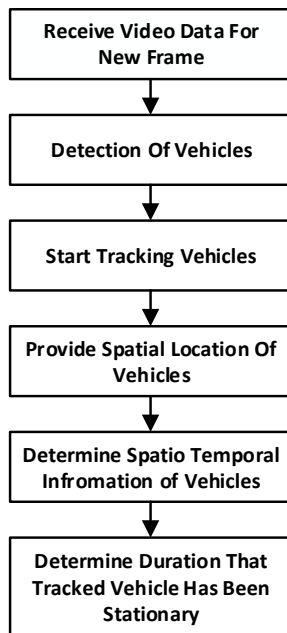 Receive Video Data For
New Frame
Detection Of Vehicles
Start Tracking Vehicles
Provide Spatial Location Of
Vehicles
Determine Spatio Temporal
Infromation of Vehicles
Determine Duration That
Tracked Vehicle Has Been
Stationary